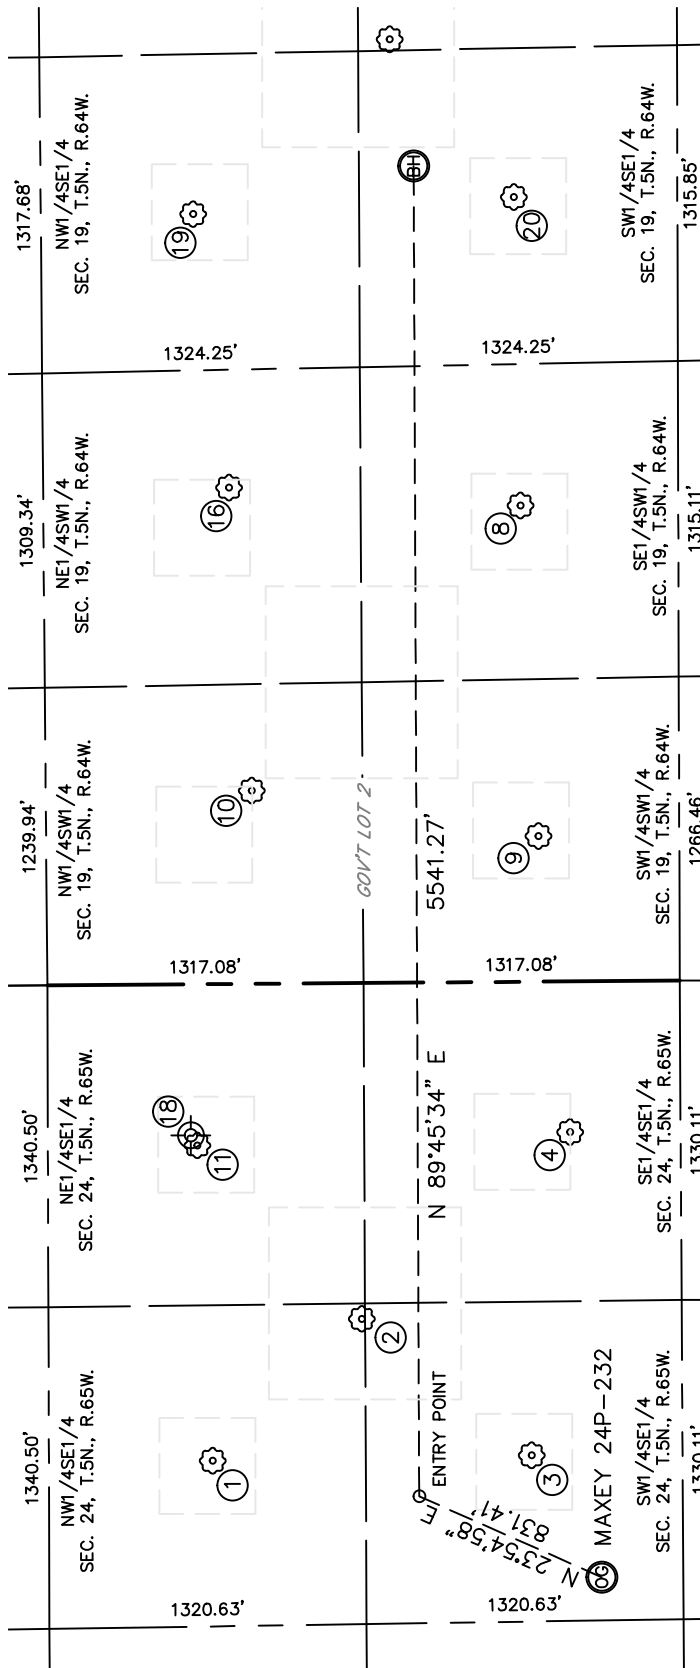 1317.68'
NW1/4SE1/4
SEC. 19, T.5N., R.64W.
19
BH
20
SW1/4SE1/4
SEC. 19, T.5N., R.64W.
1315.85'
1324.25'
1324.25'
1309.34'
NE1/4SW1/4
SEC. 19, T.5N., R.64W.
16
8
SE1/4SW1/4
SEC. 19, T.5N., R.64W.
1315.11'
1239.94'
NW1/4SW1/4
SEC. 19, T.5N., R.64W.
10
GOV'T LOT 2
5541.27'
9
SW1/4SW1/4
SEC. 19, T.5N., R.64W.
1266.46'
1317.08'
1317.08'
1340.50'
NE1/4SE1/4
SEC. 24, T.5N., R.65W.
18
11
N 89°45'34" E
4
SE1/4SE1/4
SEC. 24, T.5N., R.65W.
1330.11'
2
1340.50'
NW1/4SE1/4
SEC. 24, T.5N., R.65W.
1
ENTRY POINT
3
N 23°54'58" E
831.41'
OG
MAXEY 24P-232
SW1/4SE1/4
SEC. 24, T.5N., R.65W.
1330.11'
1320.63'
1320.63'